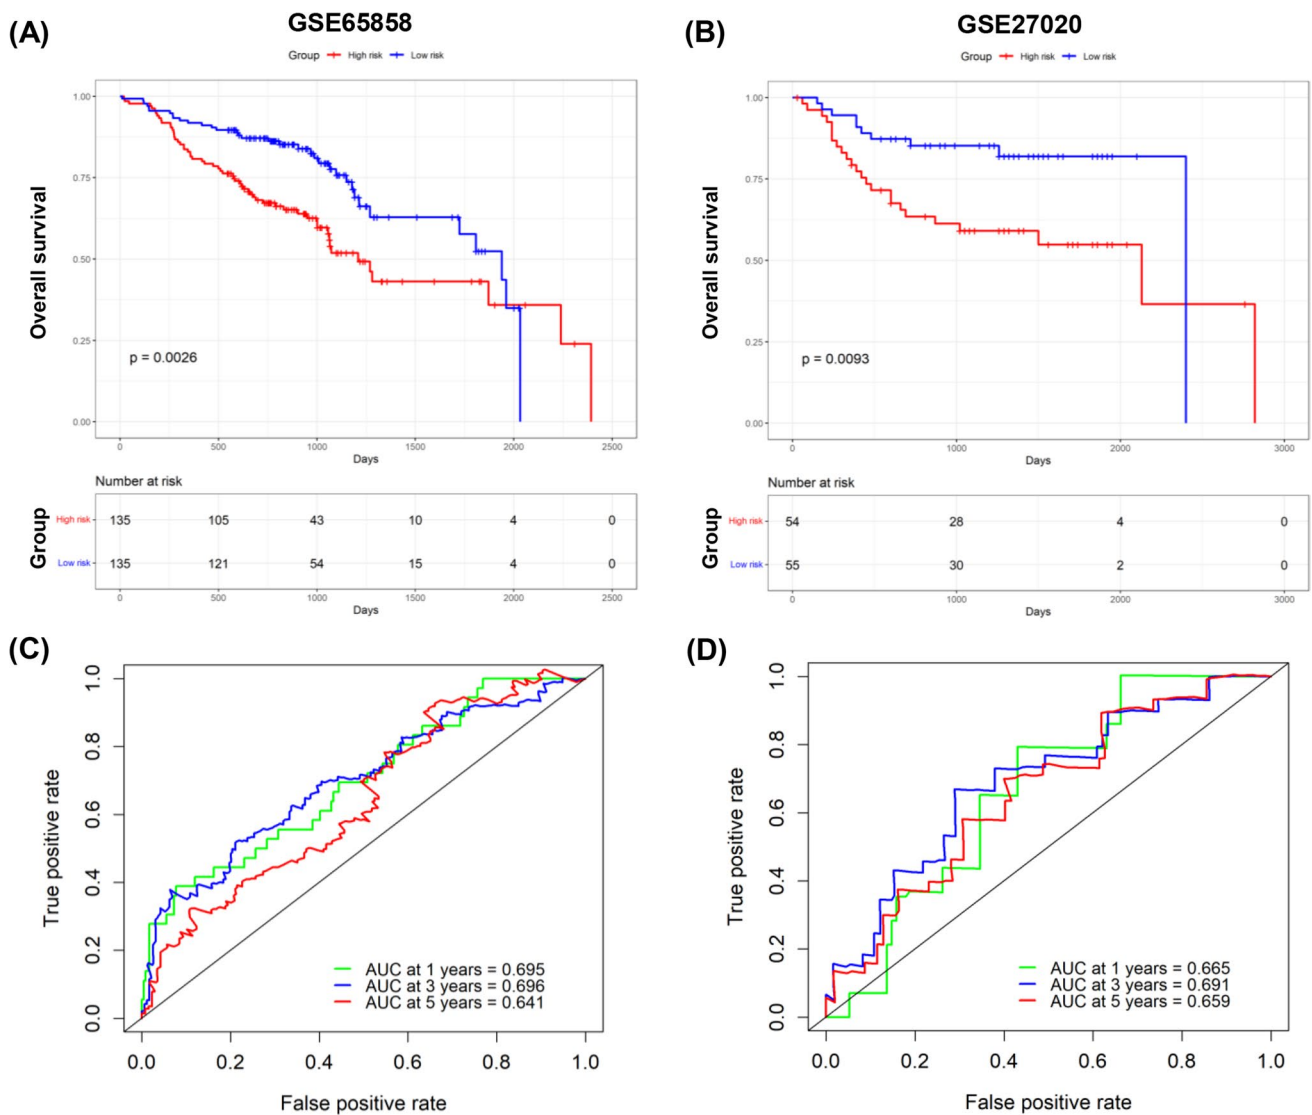 (A)
GSE65858
Group High risk Low risk
Overall survival
1.00
0.75
0.50
0.25
0.00
p = 0.0026
0 500 1000 1500 2000 2500
Days
Number at risk
Group
High risk 135 105 43 10 4 0
Low risk 135 121 54 15 4 0
0 500 1000 1500 2000 2500
Days
(B)
GSE27020
Group High risk Low risk
Overall survival
1.00
0.75
0.50
0.25
0.00
p = 0.0093
0 1000 2000 3000
Days
Number at risk
Group
High risk 54 28 4 0
Low risk 55 30 2 0
0 1000 2000 3000
Days
(C)
True positive rate
1.0
0.8
0.6
0.4
0.2
0.0
AUC at 1 years = 0.695
AUC at 3 years = 0.696
AUC at 5 years = 0.641
0.0 0.2 0.4 0.6 0.8 1.0
False positive rate
(D)
True positive rate
1.0
0.8
0.6
0.4
0.2
0.0
AUC at 1 years = 0.665
AUC at 3 years = 0.691
AUC at 5 years = 0.659
0.0 0.2 0.4 0.6 0.8 1.0
False positive rate